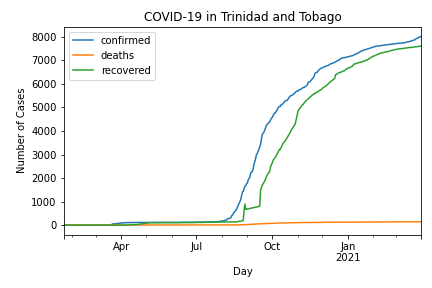 COVID-19 in Trinidad and Tobago
confirmed
deaths
recovered
Number of Cases
8000
7000
6000
5000
4000
3000
2000
1000
0
Apr
Jul
Oct
Jan
2021
Day